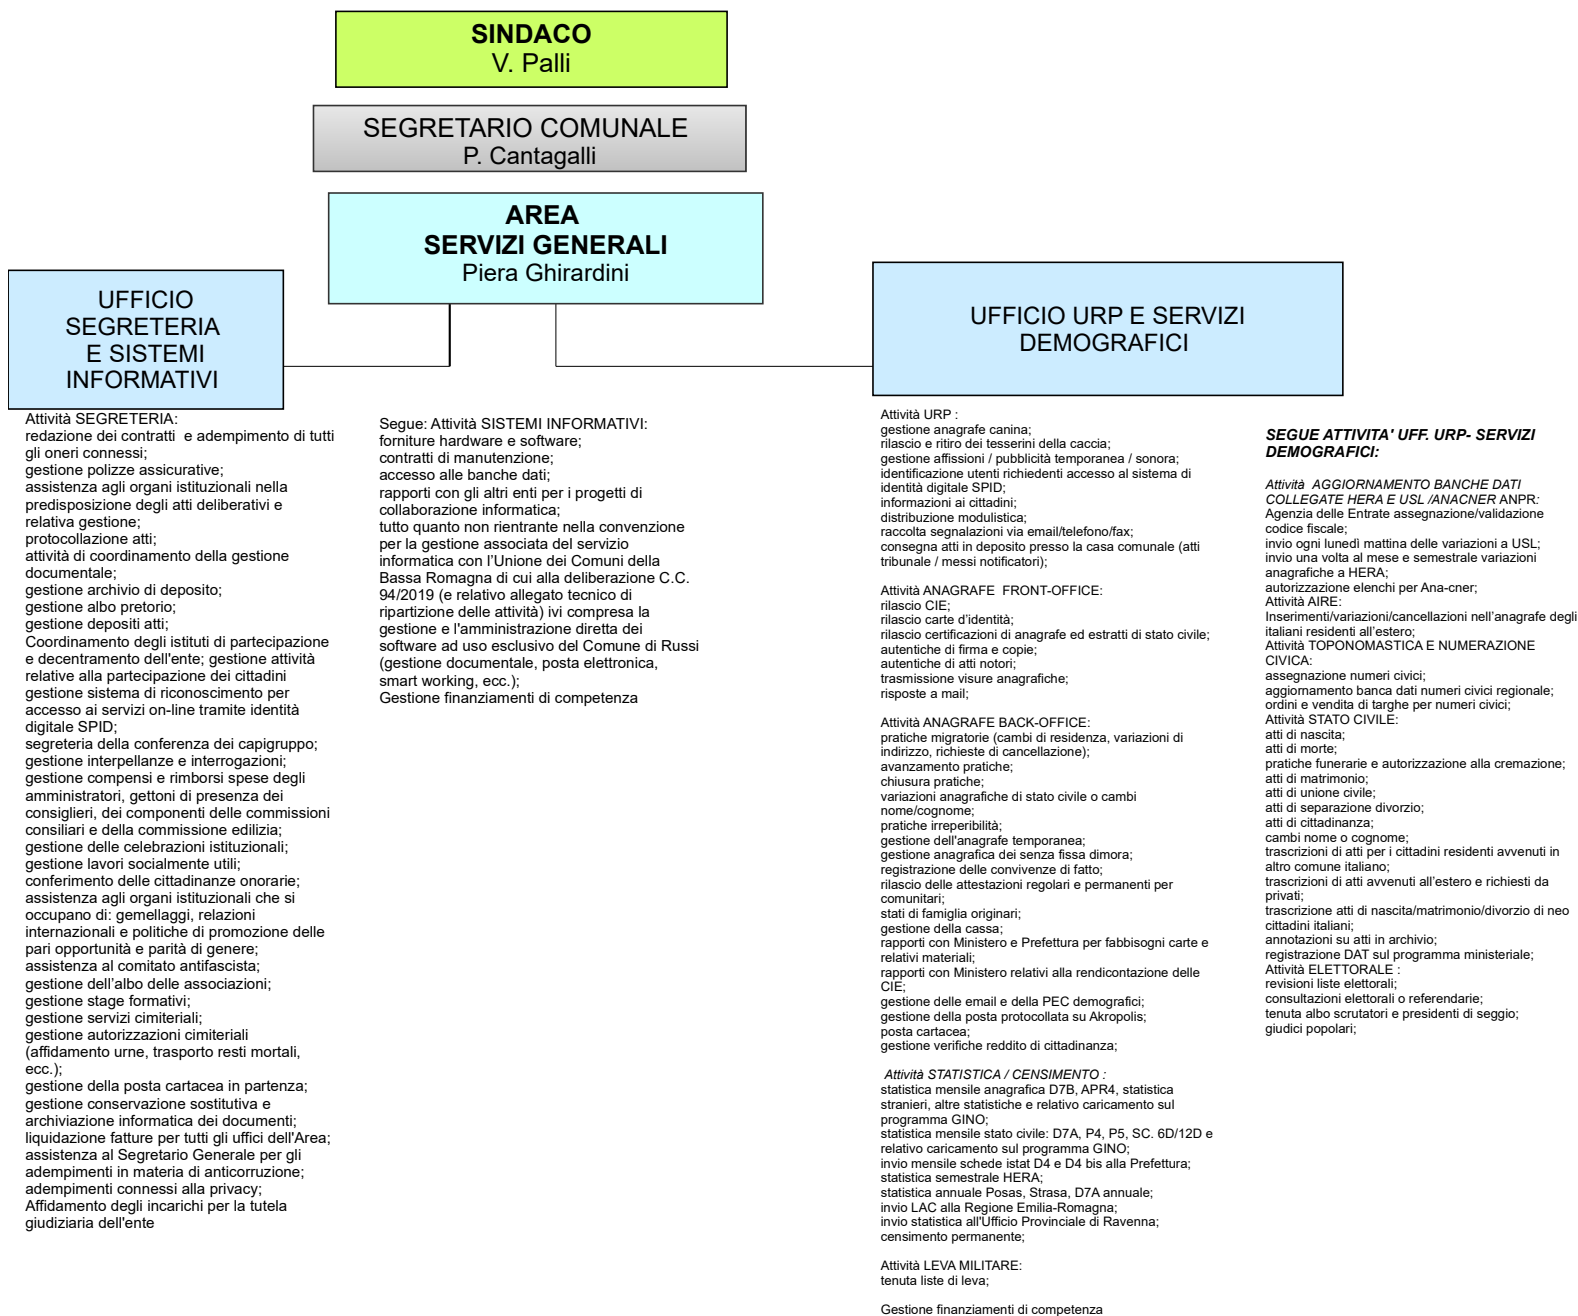 SINDACO
V. Palli
SEGRETARIO COMUNALE
P. Cantagalli
AREA
SERVIZI GENERALI
Piera Ghirardini
UFFICIO
SEGRETERIA
E SISTEMI
INFORMATIVI
UFFICIO URP E SERVIZI
DEMOGRAFICI
Attività SEGRETERIA:
redazione dei contratti e adempimento di tutti
gli oneri connessi;
gestione polizze assicurative;
assistenza agli organi istituzionali nella
predisposizione degli atti deliberativi e
relativa gestione;
protocollazione atti;
attività di coordinamento della gestione
documentale;
gestione archivio di deposito;
gestione albo pretorio;
gestione depositi atti;
Coordinamento degli istituti di partecipazione
e decentramento dell'ente; gestione attività
relative alla partecipazione dei cittadini
gestione sistema di riconoscimento per
accesso ai servizi on-line tramite identità
digitale SPID;
segreteria della conferenza dei capigruppo;
gestione interpellanze e interrogazioni;
gestione compensi e rimborsi spese degli
amministratori, gettoni di presenza dei
consiglieri, dei componenti delle commissioni
consiliari e della commissione edilizia;
gestione delle celebrazioni istituzionali;
gestione lavori socialmente utili;
conferimento delle cittadinanze onorarie;
assistenza agli organi istituzionali che si
occupano di: gemellaggi, relazioni
internazionali e politiche di promozione delle
pari opportunità e parità di genere;
assistenza al comitato antifascista;
gestione dell'albo delle associazioni;
gestione stage formativi;
gestione servizi cimiteriali;
gestione autorizzazioni cimiteriali
(affidamento urne, trasporto resti mortali,
ecc.);
gestione della posta cartacea in partenza;
gestione conservazione sostitutiva e
archiviazione informatica dei documenti;
liquidazione fatture per tutti gli uffici dell'Area;
assistenza al Segretario Generale per gli
adempimenti in materia di anticorruzione;
adempimenti connessi alla privacy;
Affidamento degli incarichi per la tutela
giudiziaria dell'ente
Segue: Attività SISTEMI INFORMATIVI:
forniture hardware e software;
contratti di manutenzione;
accesso alle banche dati;
rapporti con gli altri enti per i progetti di
collaborazione informatica;
tutto quanto non rientrante nella convenzione
per la gestione associata del servizio
informatica con l'Unione dei Comuni della
Bassa Romagna di cui alla deliberazione C.C.
94/2019 (e relativo allegato tecnico di
ripartizione delle attività) ivi compresa la
gestione e l'amministrazione diretta dei
software ad uso esclusivo del Comune di Russi
(gestione documentale, posta elettronica,
smart working, ecc.);
Gestione finanziamenti di competenza
Attività URP :
gestione anagrafe canina;
rilascio e ritiro dei tesserini della caccia;
gestione affissioni / pubblicità temporanea / sonora;
identificazione utenti richiedenti accesso al sistema di
identità digitale SPID;
informazioni ai cittadini;
distribuzione modulistica;
raccolta segnalazioni via email/telefono/fax;
consegna atti in deposito presso la casa comunale (atti
tribunale / messi notificatori);
Attività ANAGRAFE FRONT-OFFICE:
rilascio CIE;
rilascio carte d'identità;
rilascio certificazioni di anagrafe ed estratti di stato civile;
autentiche di firma e copie;
autentiche di atti notori;
trasmissione visure anagrafiche;
risposte a mail;
Attività ANAGRAFE BACK-OFFICE:
pratiche migratorie (cambi di residenza, variazioni di
indirizzo, richieste di cancellazione);
avanzamento pratiche;
chiusura pratiche;
variazioni anagrafiche di stato civile o cambi
nome/cognome;
pratiche irreperibilità;
gestione dell'anagrafe temporanea;
gestione anagrafica dei senza fissa dimora;
registrazione delle convivenze di fatto;
rilascio delle attestazioni regolari e permanenti per
comunitari;
stati di famiglia originari;
gestione della cassa;
rapporti con Ministero e Prefettura per fabbisogni carte e
relativi materiali;
rapporti con Ministero relativi alla rendicontazione delle
CIE;
gestione delle email e della PEC demografici;
gestione della posta protocollata su Akropolis;
posta cartacea;
gestione verifiche reddito di cittadinanza;
Attività STATISTICA / CENSIMENTO :
statistica mensile anagrafica D7B, APR4, statistica
stranieri, altre statistiche e relativo caricamento sul
programma GINO;
statistica mensile stato civile: D7A, P4, P5, SC. 6D/12D e
relativo caricamento sul programma GINO;
invio mensile schede istat D4 e D4 bis alla Prefettura;
statistica semestrale HERA;
statistica annuale Posas, Strasa, D7A annuale;
invio LAC alla Regione Emilia-Romagna;
invio statistica all'Ufficio Provinciale di Ravenna;
censimento permanente;
Attività LEVA MILITARE:
tenuta liste di leva;
Gestione finanziamenti di competenza
SEGUE ATTIVITA' UFF. URP- SERVIZI
DEMOGRAFICI:
Attività AGGIORNAMENTO BANCHE DATI
COLLEGATE HERA E USL /ANACNER ANPR:
Agenzia delle Entrate assegnazione/validazione
codice fiscale;
invio ogni lunedì mattina delle variazioni a USL;
invio una volta al mese e semestrale variazioni
anagrafiche a HERA;
autorizzazione elenchi per Ana-cner;
Attività AIRE:
Inserimenti/variazioni/cancellazioni nell'anagrafe degli
italiani residenti all'estero;
Attività TOPONOMASTICA E NUMERAZIONE
CIVICA:
assegnazione numeri civici;
aggiornamento banca dati numeri civici regionale;
ordini e vendita di targhe per numeri civici;
Attività STATO CIVILE:
atti di nascita;
atti di morte;
pratiche funerarie e autorizzazione alla cremazione;
atti di matrimonio;
atti di unione civile;
atti di separazione divorzio;
atti di cittadinanza;
cambi nome o cognome;
trascrizioni di atti per i cittadini residenti avvenuti in
altro comune italiano;
trascrizioni di atti avvenuti all'estero e richiesti da
privati;
trascrizione atti di nascita/matrimonio/divorzio di neo
cittadini italiani;
annotazioni su atti in archivio;
registrazione DAT sul programma ministeriale;
Attività ELETTORALE :
revisioni liste elettorali;
consultazioni elettorali o referendarie;
tenuta albo scrutatori e presidenti di seggio;
giudici popolari;